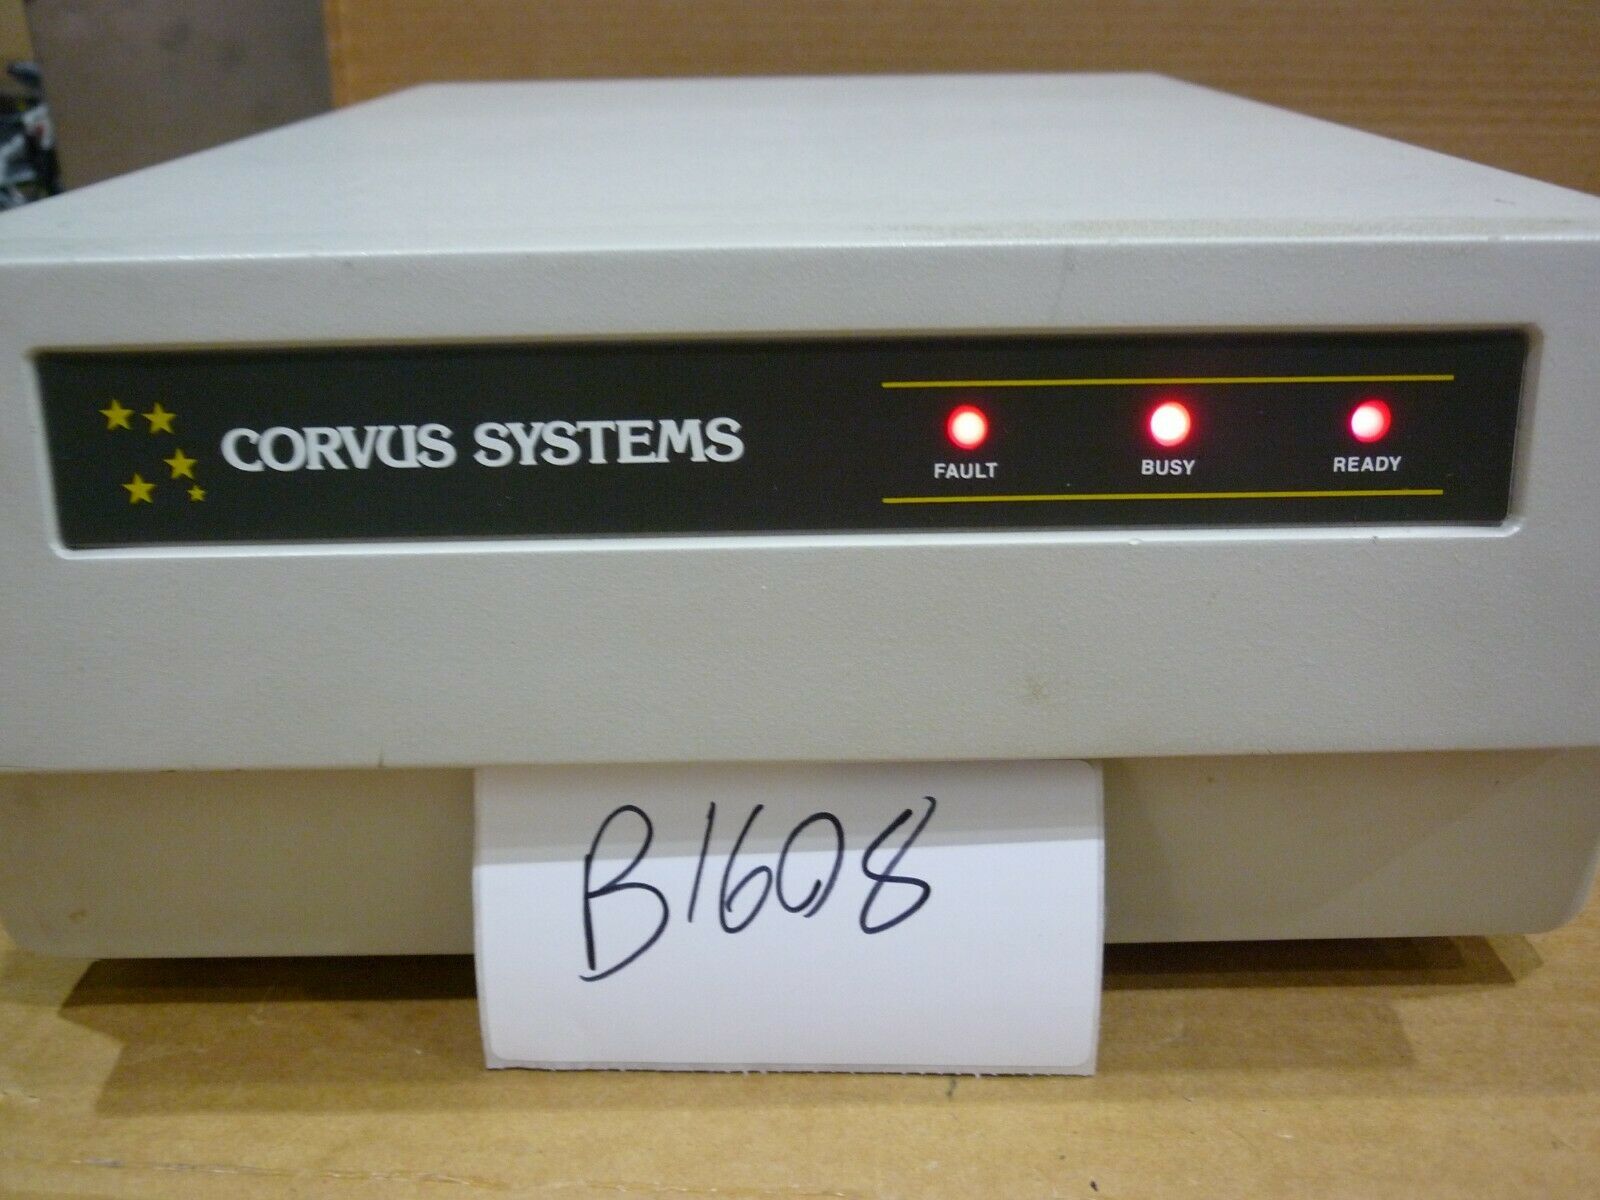 CORVUS SYSTEMS
FAULT BUSY READY
B1608